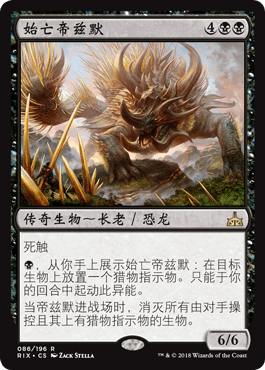 始亡帝兹默 4
传奇生物～长老／恐龙
死触
，从你手上展示始亡帝兹默：在目标
生物上放置一个猎物指示物。只能于你
的回合中起动此异能。
当帝兹默进战场时，消灭所有由对手操
控且其上有猎物指示物的生物。
6/6
086/196 R
RIX • CS ZACK STELLA
™ & © 2018 Wizards of the Coast